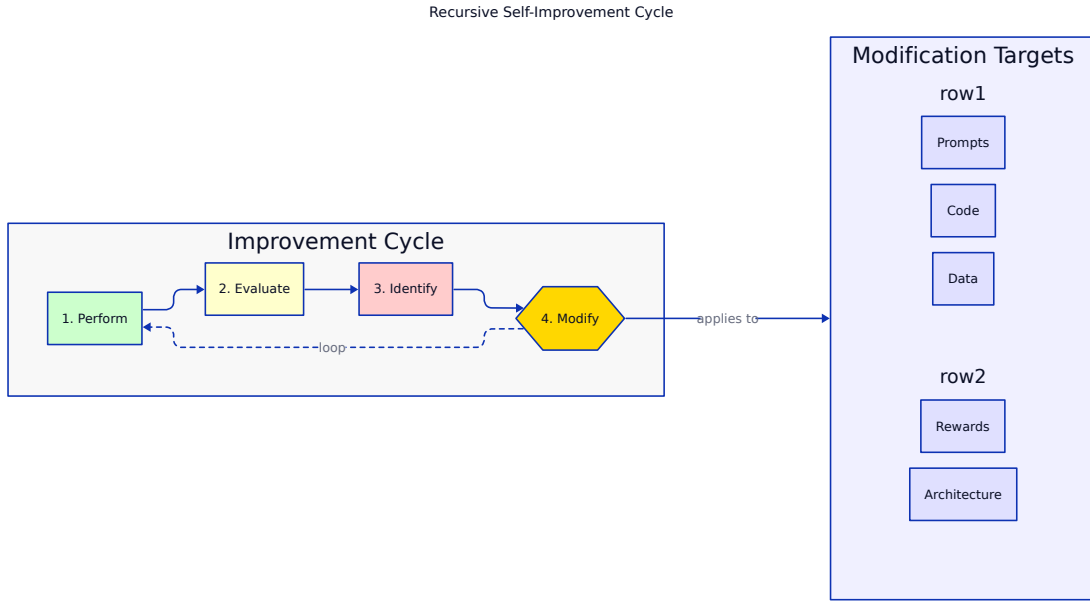 Recursive Self-Improvement Cycle
Improvement Cycle
1. Perform
2. Evaluate
3. Identify
4. Modify
loop
applies to
Modification Targets
row1
Prompts
Code
Data
row2
Rewards
Architecture